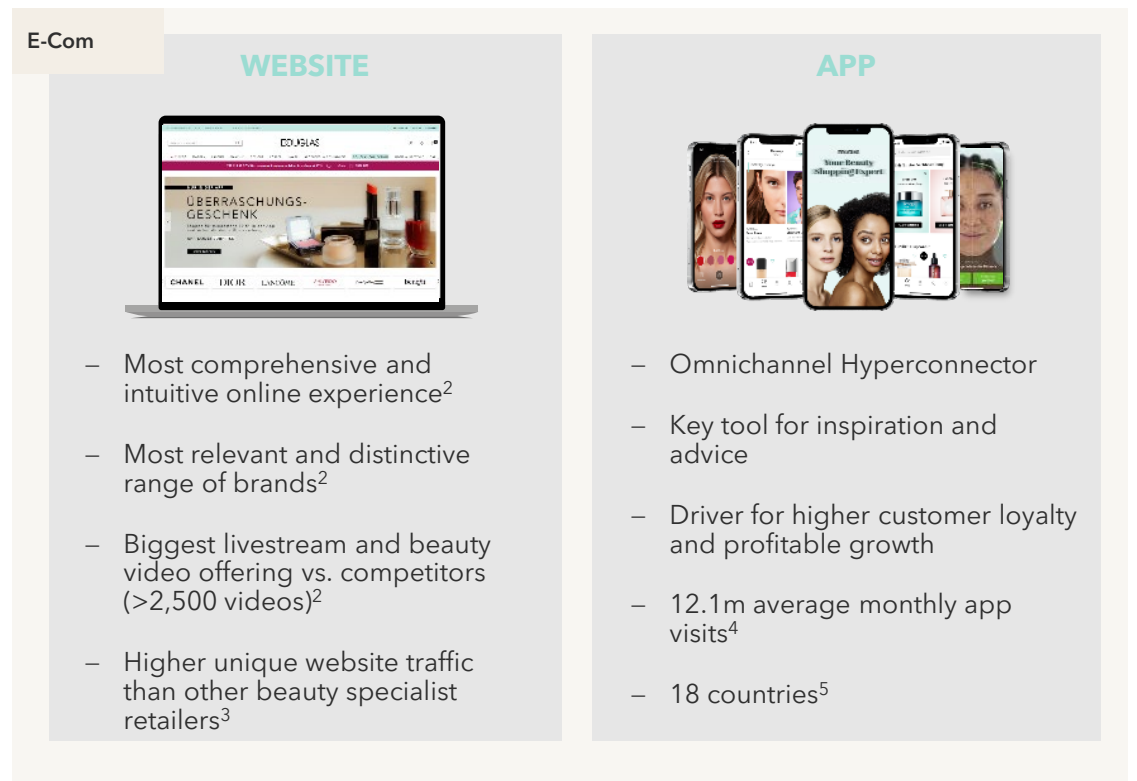 E-Com
WEBSITE
DOUGLAS
ÜBERRASCHUNGS-
GESCHENK
CHANEL DIOR LANCÔME SHISEIDO benefit
– Most comprehensive and
intuitive online experience2
– Most relevant and distinctive
range of brands2
– Biggest livestream and beauty
video offering vs. competitors
(>2,500 videos)2
– Higher unique website traffic
than other beauty specialist
retailers3
APP
Your Beauty
Shopping Expert
– Omnichannel Hyperconnector
– Key tool for inspiration and
advice
– Driver for higher customer loyalty
and profitable growth
– 12.1m average monthly app
visits4
– 18 countries5